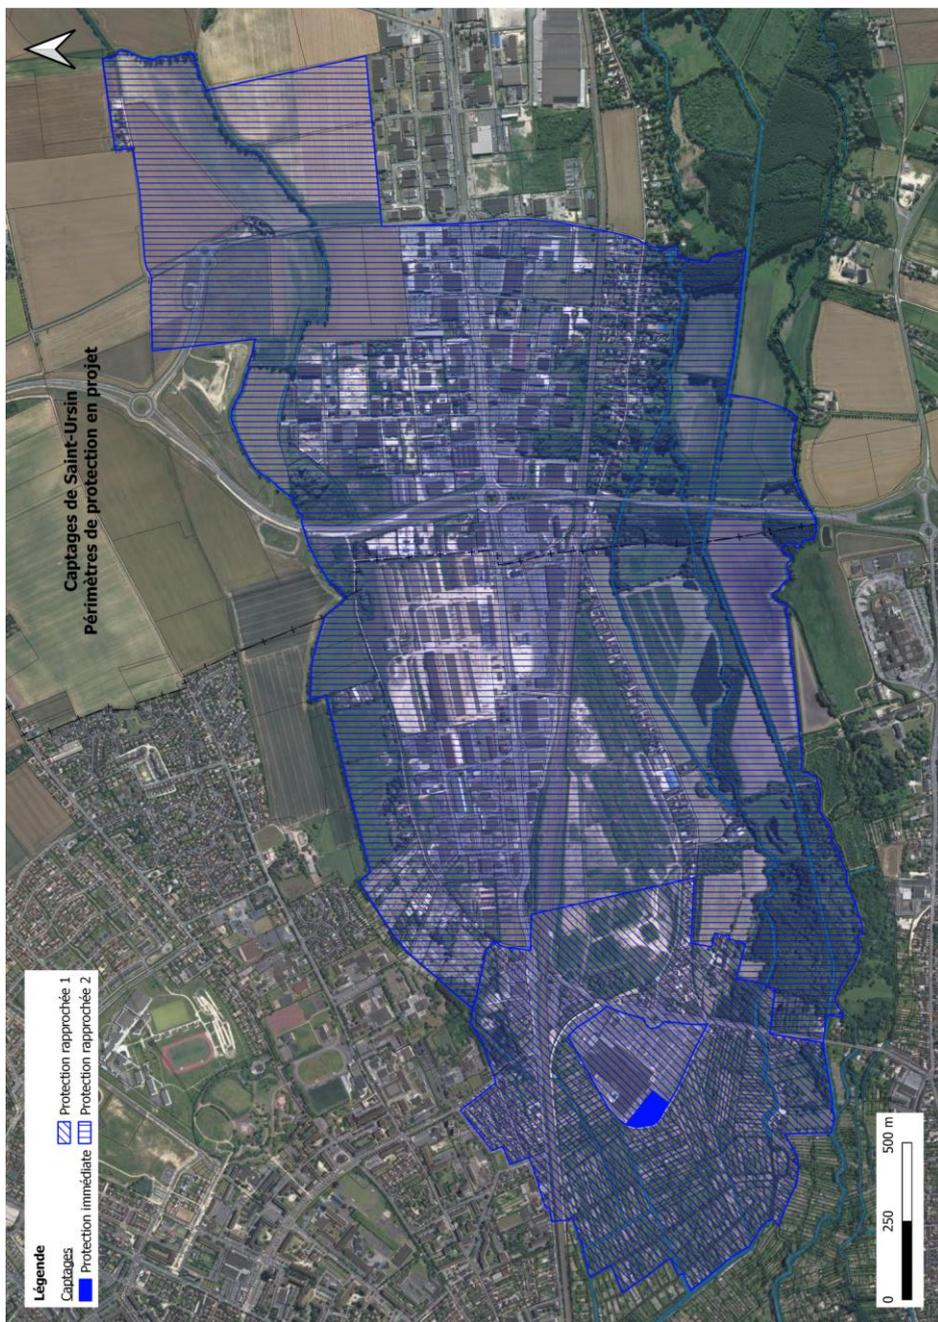 Captages de Saint-Ursin
Périmètres de protection en projet
Légende
Captages
Protection immédiate
Protection rapprochée 1
Protection rapprochée 2
0 250 500 m